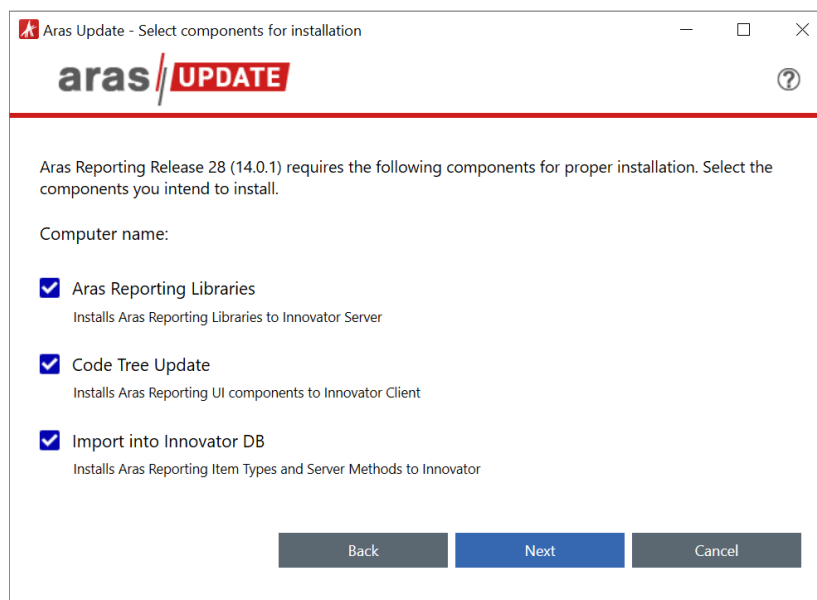 Aras Update - Select components for installation
aras UPDATE
?
Aras Reporting Release 28 (14.0.1) requires the following components for proper installation. Select the
components you intend to install.
Computer name:
Aras Reporting Libraries
Installs Aras Reporting Libraries to Innovator Server
Code Tree Update
Installs Aras Reporting UI components to Innovator Client
Import into Innovator DB
Installs Aras Reporting Item Types and Server Methods to Innovator
Back Next Cancel